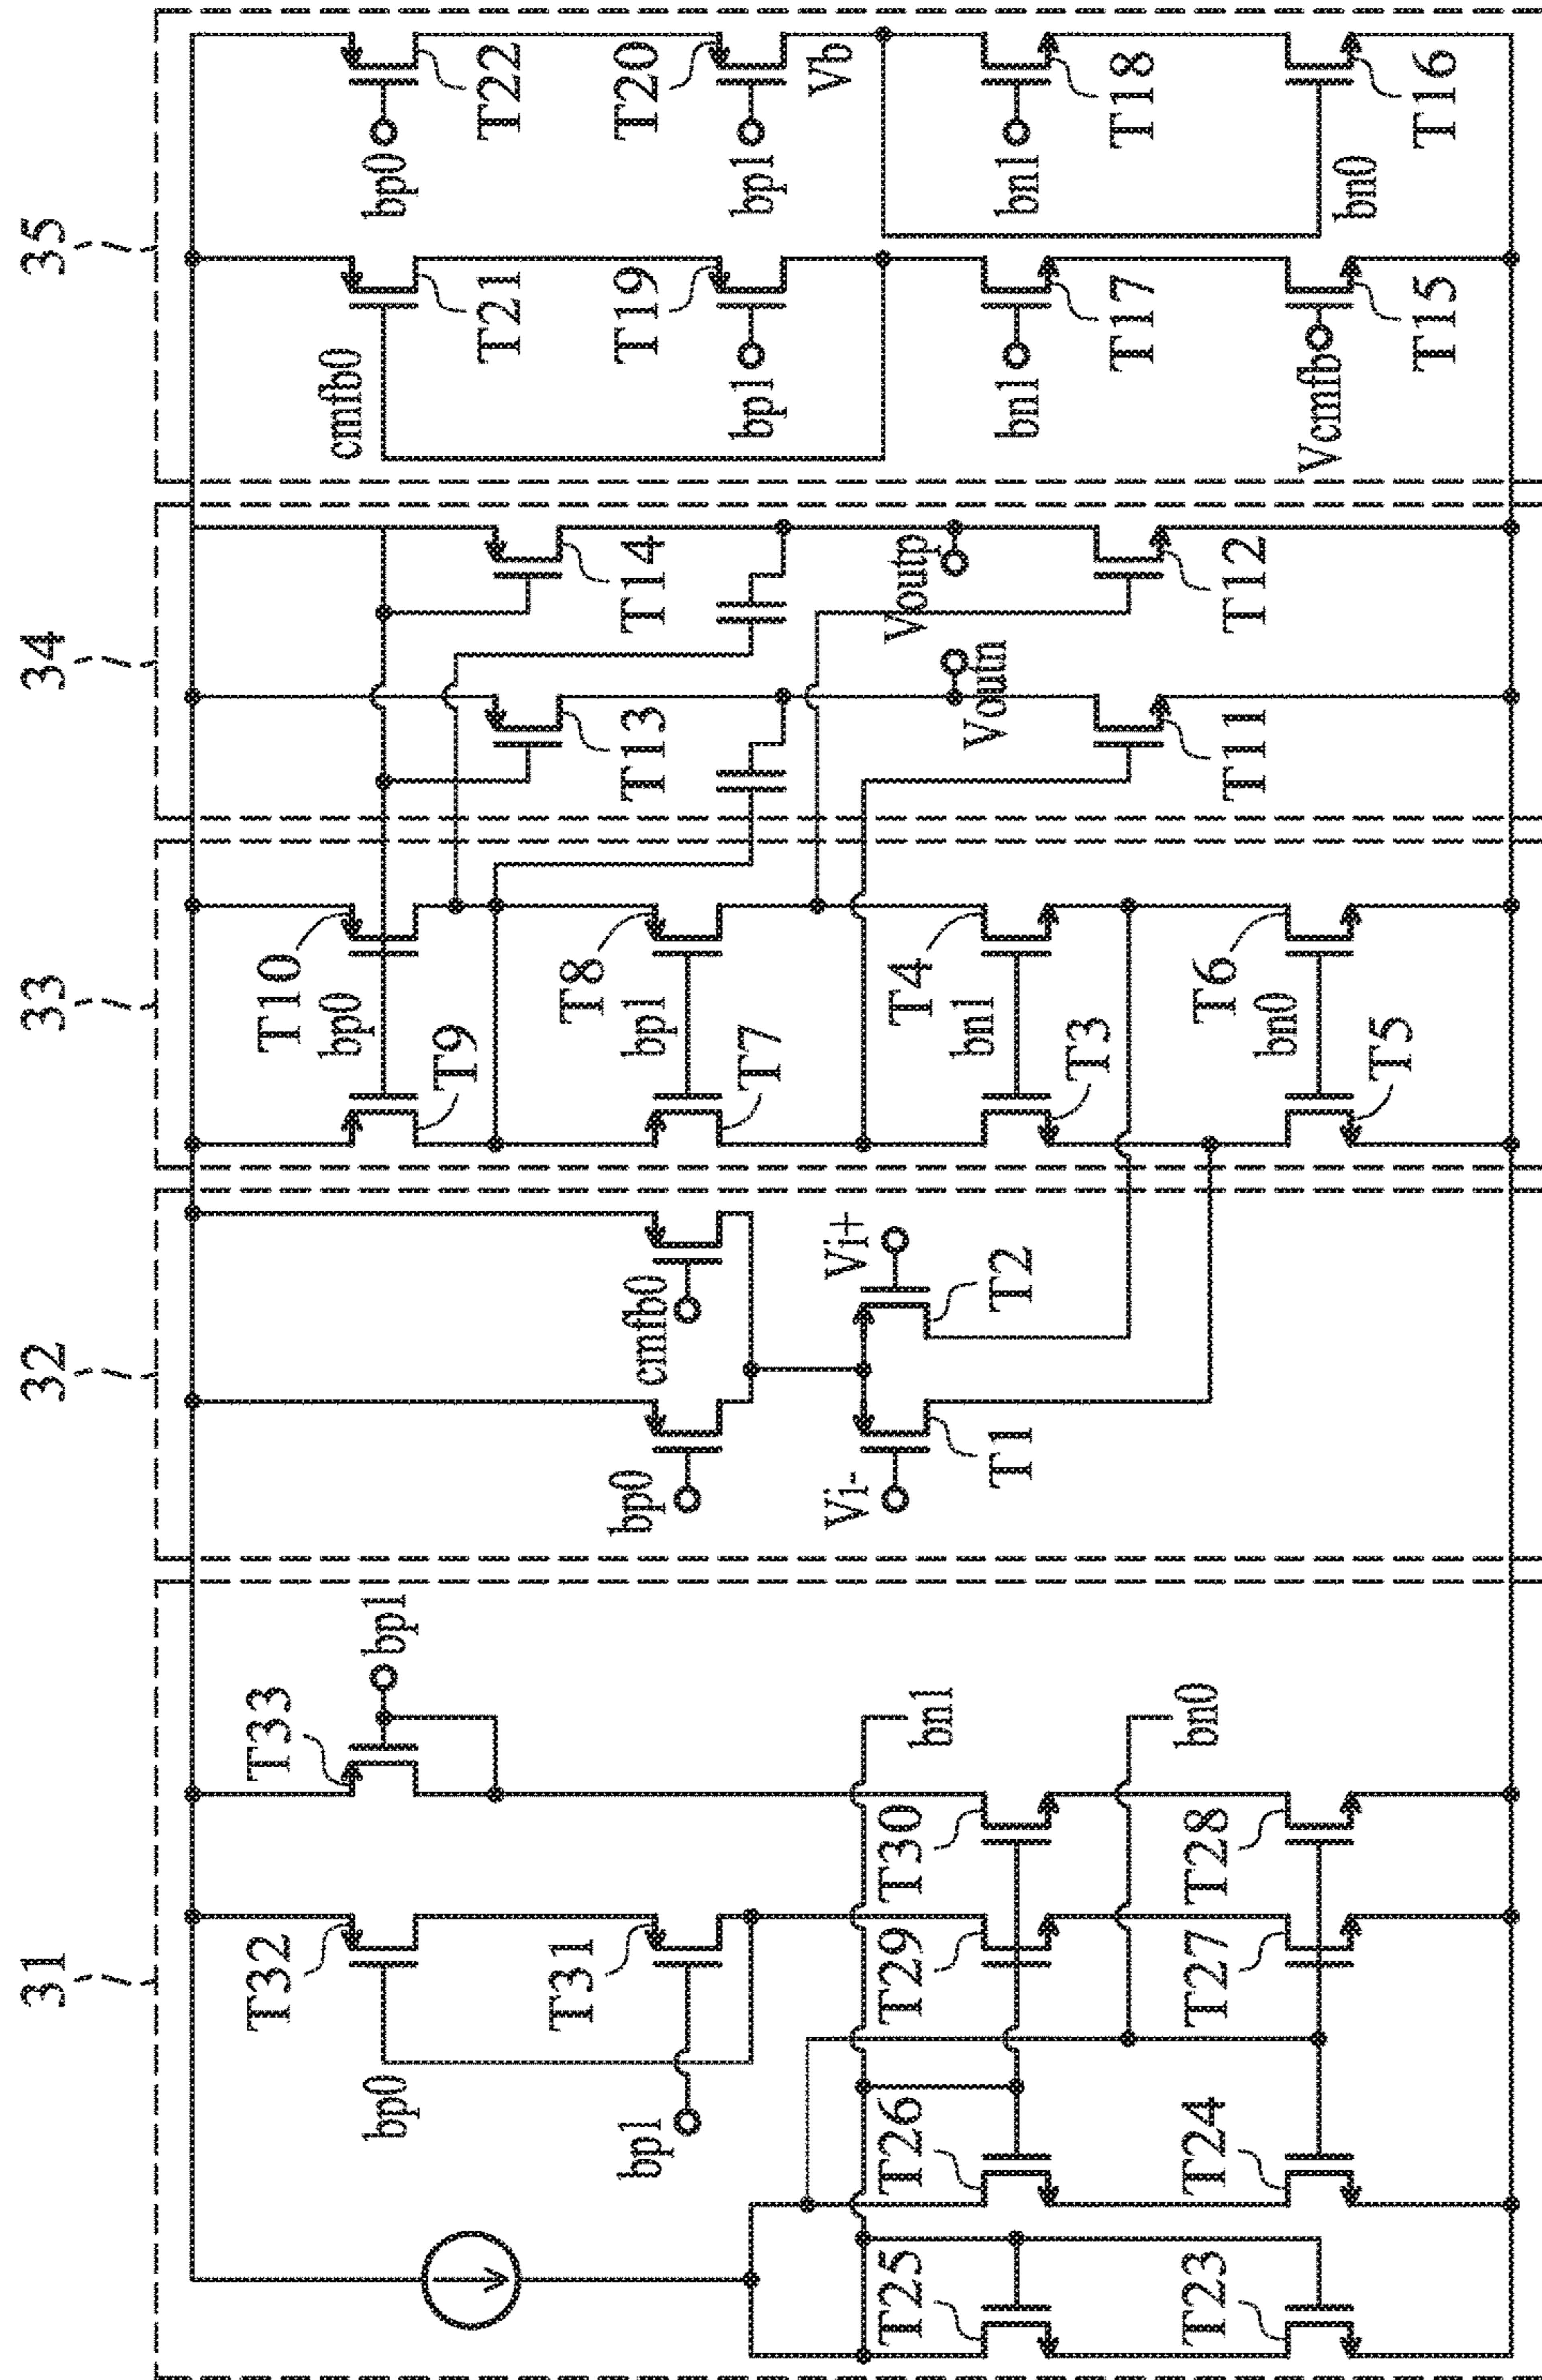 31
32
33
34
35
T33
bp1
T32
bp0
T31
bp1
bn1
bn0
T25
T26
T29
T30
T23
T24
T27
T28
bp0
cmfb0
Vi-
Vi+
T1
T2
T10
bp0
T9
T8
bp1
T7
T4
bn1
T3
T6
bn0
T5
T13
T14
Voutn
Voutp
T11
T12
cmfb0
bp0
T21
T22
T19
T20
bp1
bp1
Vb
bn1
bn1
T17
T18
Vcmfb
bn0
T15
T16